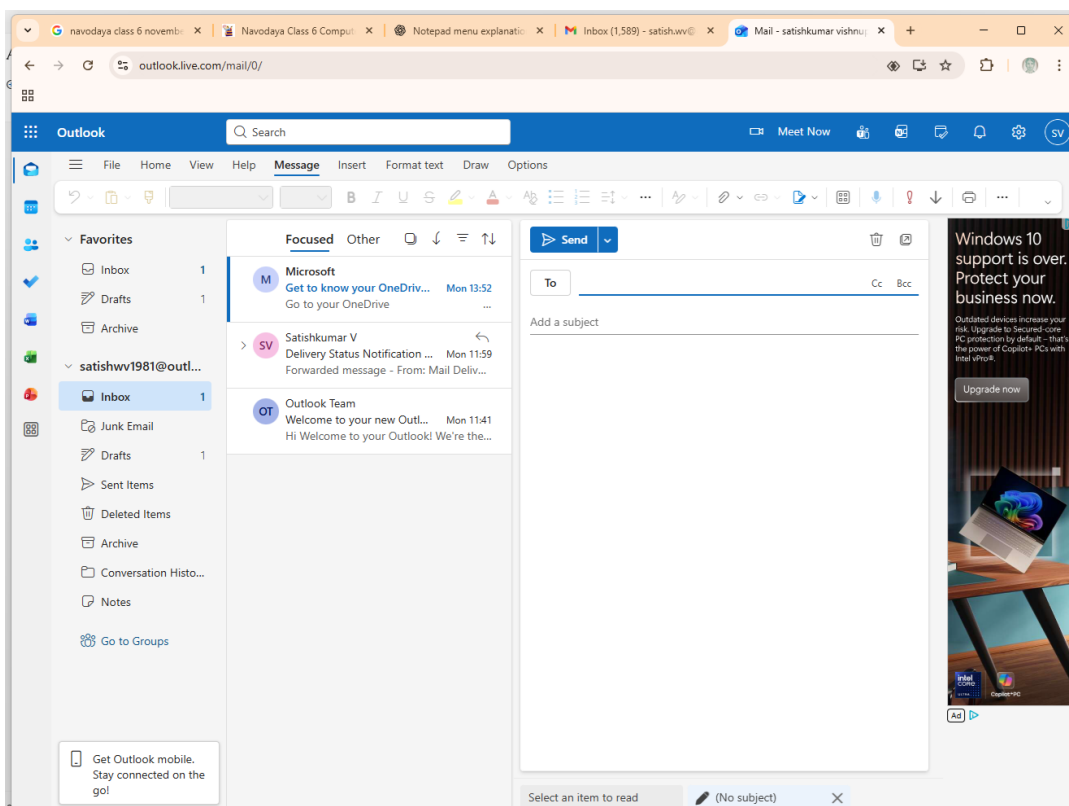 navodaya class 6 novembe
Navodaya Class 6 Comput
Notepad menu explanatio
Inbox (1,589) - satish.wv@
Mail - satishkumar vishnu
outlook.live.com/mail/0/
Outlook
Search
Meet Now
SV
File Home View Help Message Insert Format text Draw Options
B I U S
Favorites
Inbox 1
Drafts 1
Archive
satishwv1981@outl...
Inbox 1
Junk Email
Drafts 1
Sent Items
Deleted Items
Archive
Conversation Histo...
Notes
Go to Groups
Get Outlook mobile.
Stay connected on the
go!
Focused Other
M
Microsoft
Get to know your OneDriv... Mon 13:52
Go to your OneDrive ...
SV
Satishkumar V
Delivery Status Notification ... Mon 11:59
Forwarded message - From: Mail Deliv...
OT
Outlook Team
Welcome to your new Outl... Mon 11:41
Hi Welcome to your Outlook! We're the...
Send
To Cc Bcc
Add a subject
Select an item to read
(No subject)
Windows 10
support is over.
Protect your
business now.
Outdated devices increase your
risk. Upgrade to Secured-core
PC protection by default – that's
the power of Copilot+ PCs with
Intel vPro®.
Upgrade now
intel
CORE
ULTRA
Copilot+PC
Ad